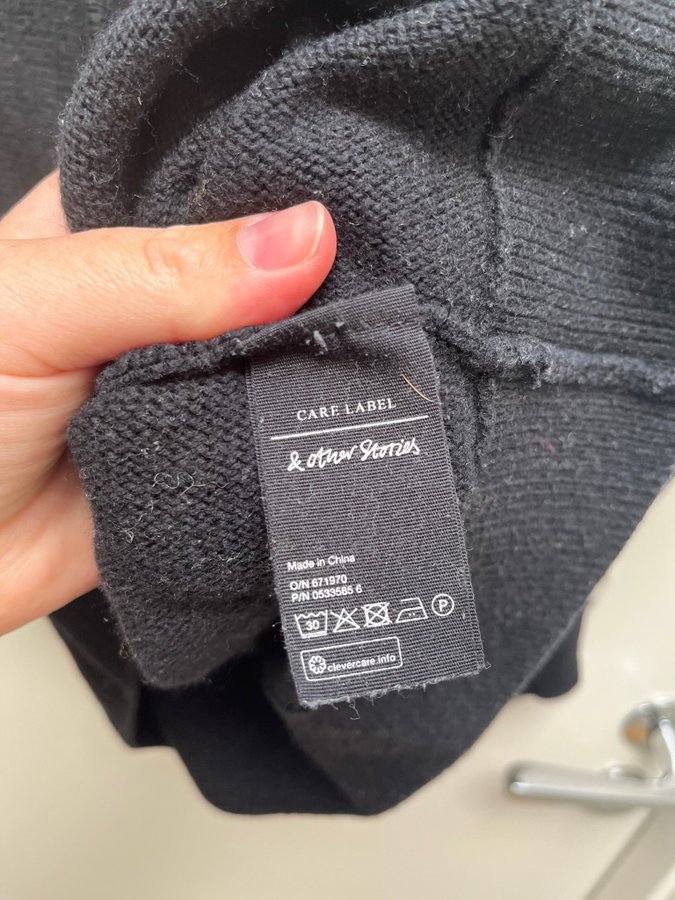 CARE LABEL
& other Stories
Made in China
O/N 671970
P/N 0533585 6
30 P
clevercare.info